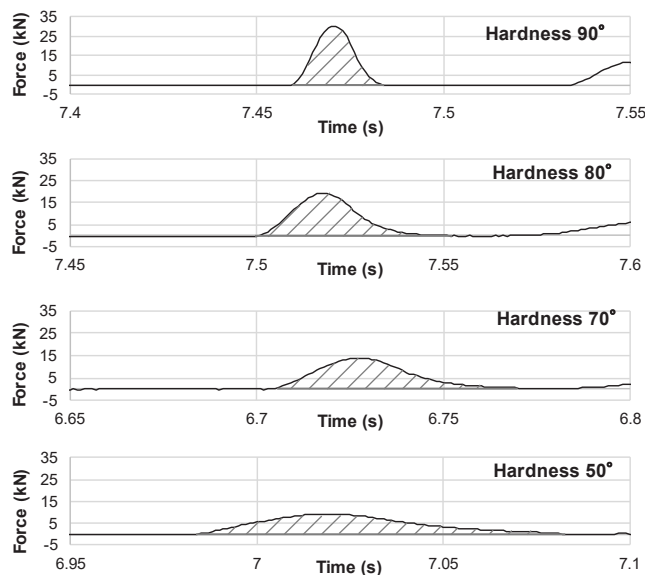 35
25
15
5
-5
Force (kN)
Hardness 90°
7.4 7.45 7.5 7.55
Time (s)
35
25
15
5
-5
Force (kN)
Hardness 80°
7.45 7.5 7.55 7.6
Time (s)
35
25
15
5
-5
Force (kN)
Hardness 70°
6.65 6.7 6.75 6.8
Time (s)
35
25
15
5
-5
Force (kN)
Hardness 50°
6.95 7 7.05 7.1
Time (s)